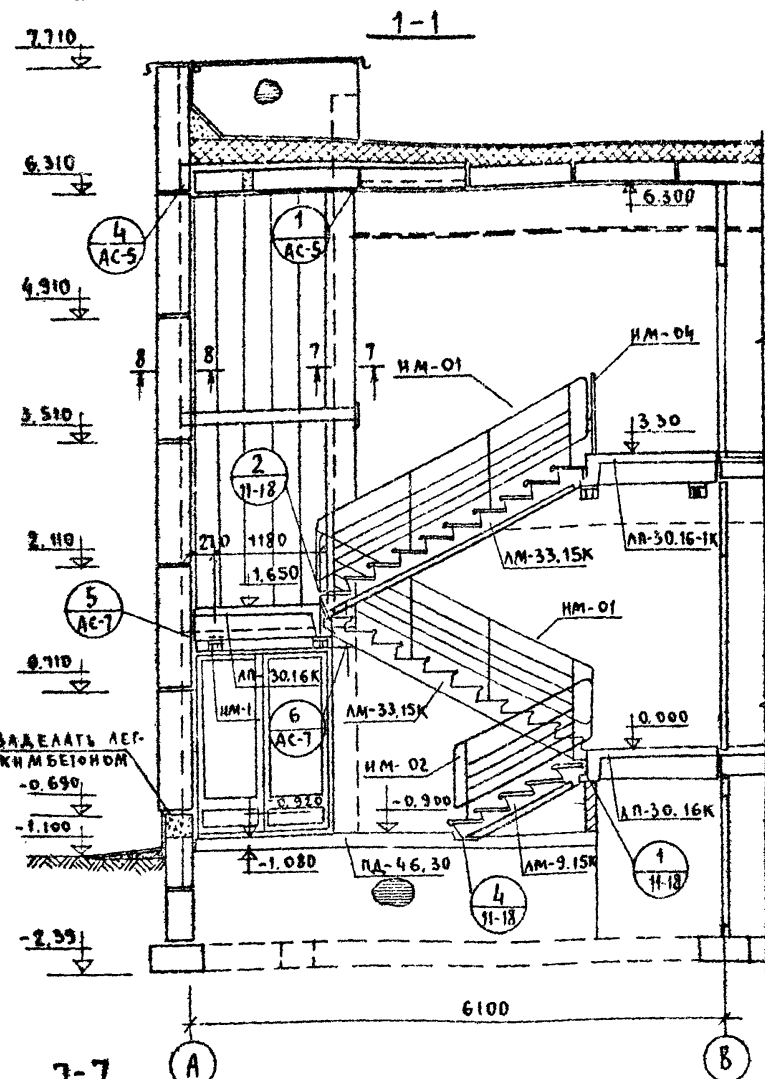 1-1
7.710
6.310
6.300
4
АС-5
1
АС-5
4.910
8
8
7
7
НМ-01
НМ-04
3.510
3.30
2
11-18
2.110
270
1180
1,650
ЛМ-33.15К
ЛП-30.16-1К
5
АС-7
НМ-01
0.710
ЛП-30.16К
НМ-1
6
АС-7
ЛМ-33.15К
0.000
ЗАДЕЛАТЬ ЛЕГ-
КИМ БЕТОНОМ
НМ-02
-0.690
-0.920
-0.900
ЛП-30.16К
-1.100
-1.080
ПД-46.30
ЛМ-9.15К
4
11-18
1
11-18
-2.39
6100
7-7
А
В